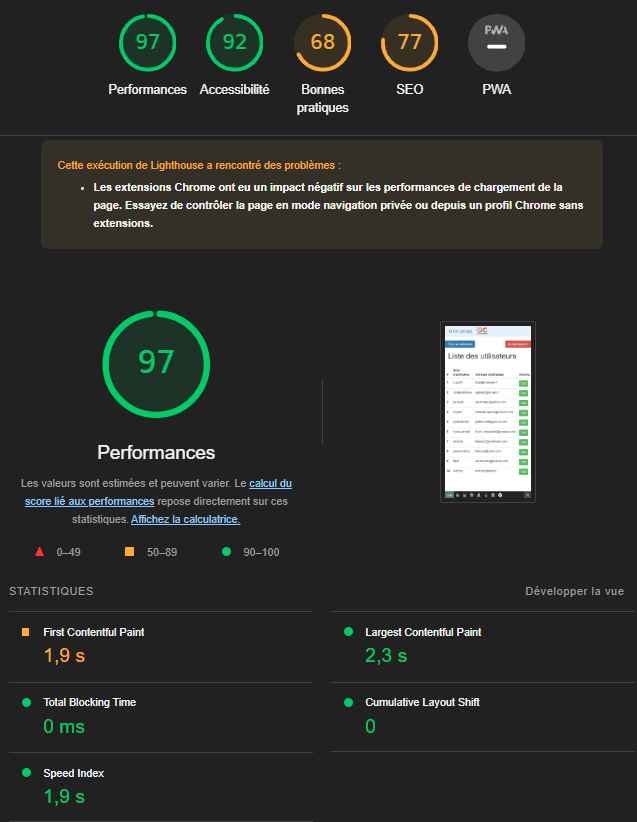 97
92
68
77
PWA
Performances
Accessibilité
Bonnes
pratiques
SEO
PWA
Cette exécution de Lighthouse a rencontré des problèmes :
• Les extensions Chrome ont eu un impact négatif sur les performances de chargement de la
page. Essayez de contrôler la page en mode navigation privée ou depuis un profil Chrome sans
extensions.
97
Performances
Les valeurs sont estimées et peuvent varier. Le calcul du
score lié aux performances repose directement sur ces
statistiques. Affichez la calculatrice.
0–49
50–89
90–100
Liste des utilisateurs
STATISTIQUES
Développer la vue
First Contentful Paint
1,9 s
Largest Contentful Paint
2,3 s
Total Blocking Time
0 ms
Cumulative Layout Shift
0
Speed Index
1,9 s